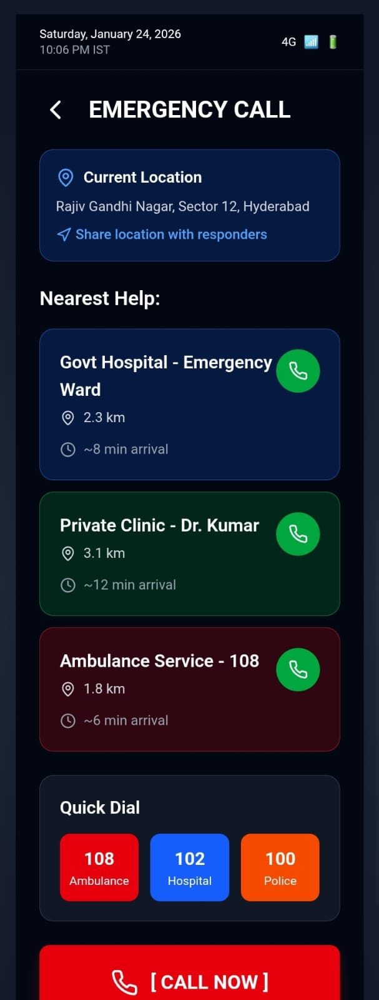 Saturday, January 24, 2026
10:06 PM IST
4G
EMERGENCY CALL
Current Location
Rajiv Gandhi Nagar, Sector 12, Hyderabad
Share location with responders
Nearest Help:
Govt Hospital - Emergency
Ward
2.3 km
~8 min arrival
Private Clinic - Dr. Kumar
3.1 km
~12 min arrival
Ambulance Service - 108
1.8 km
~6 min arrival
Quick Dial
108 102 100
Ambulance Hospital Police
[ CALL NOW ]